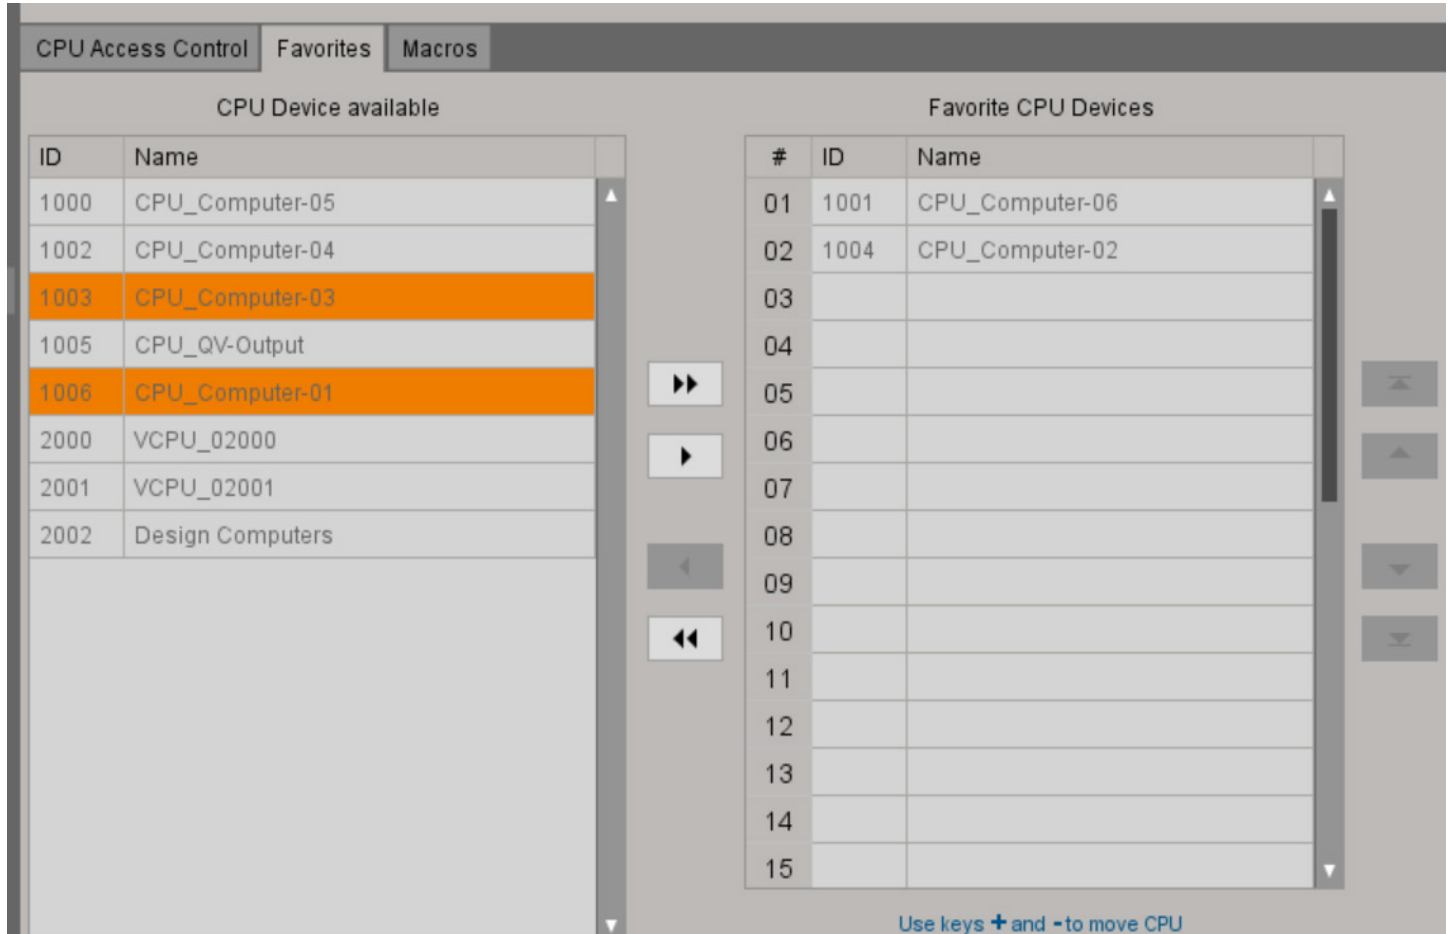 CPU Access Control Favorites Macros
CPU Device available
ID Name
1000 CPU_Computer-05
1002 CPU_Computer-04
1003 CPU_Computer-03
1005 CPU_QV-Output
1006 CPU_Computer-01
2000 VCPU_02000
2001 VCPU_02001
2002 Design Computers
Favorite CPU Devices
# ID Name
01 1001 CPU_Computer-06
02 1004 CPU_Computer-02
03
04
05
06
07
08
09
10
11
12
13
14
15
Use keys + and - to move CPU